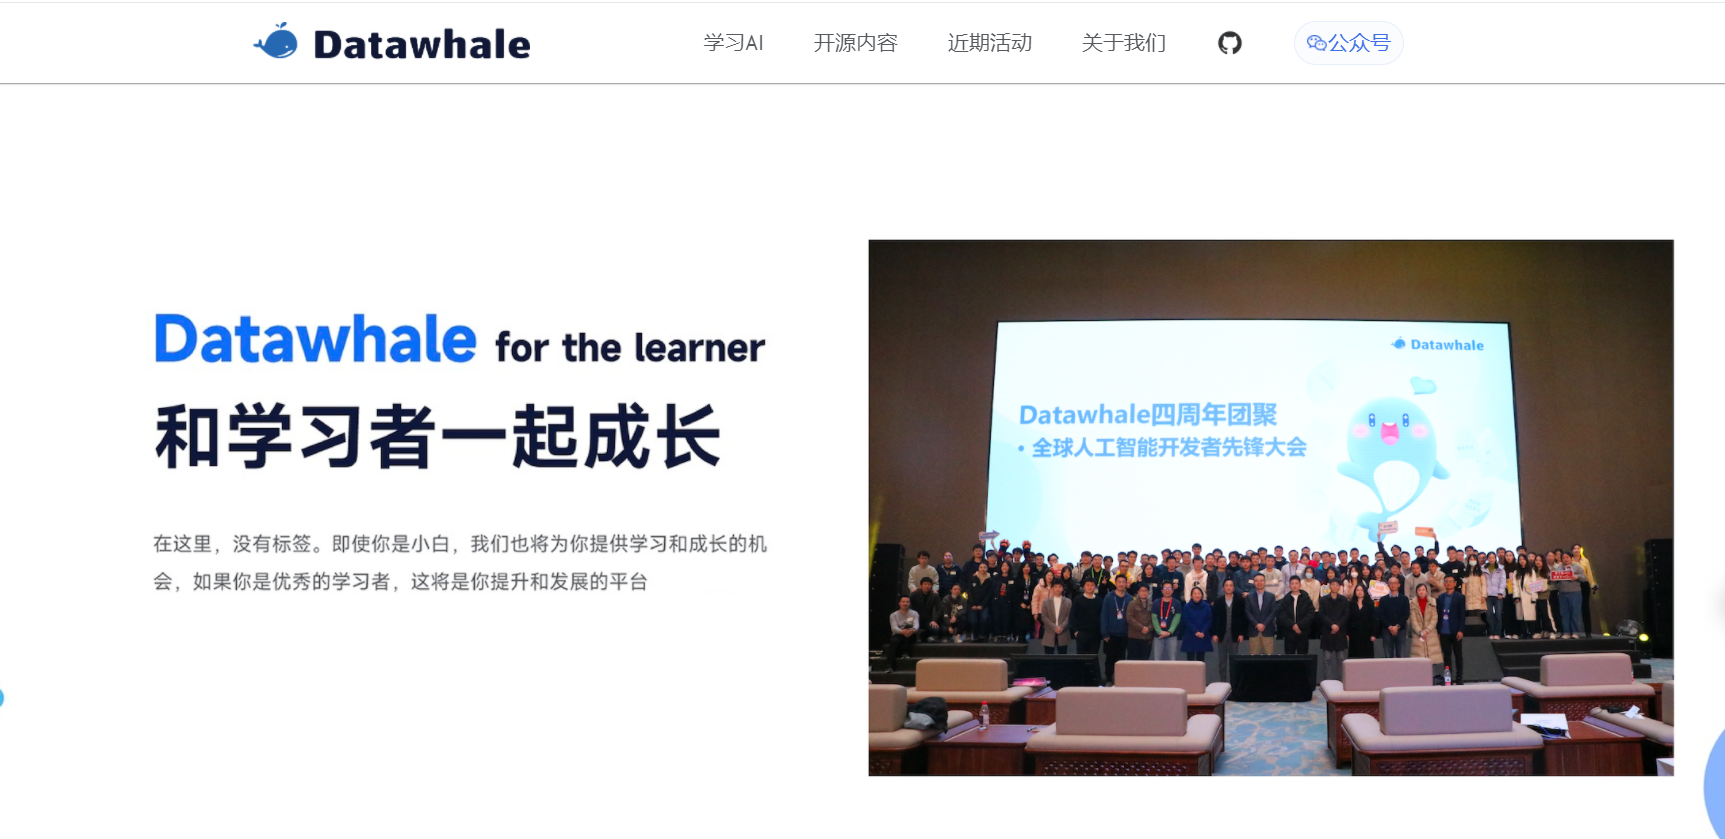 Datawhale
学习AI
开源内容
近期活动
关于我们
公众号
Datawhale for the learner
和学习者一起成长
在这里，没有标签。即使你是小白，我们也将为你提供学习和成长的机
会，如果你是优秀的学习者，这将是你提升和发展的平台
Datawhale
Datawhale四周年团聚
• 全球人工智能开发者先锋大会